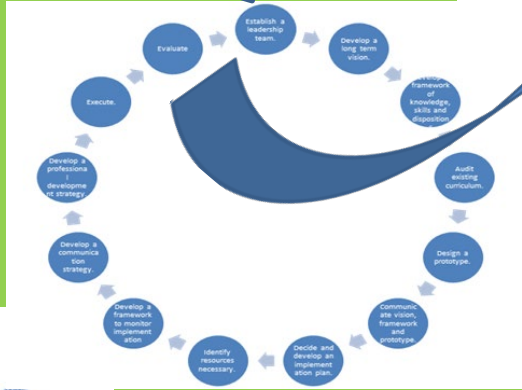 Establish a
leadership
team.
Develop a
long term
vision.
framework
of
knowledge,
skills and
disposition
Audit
existing
curriculum.
Design a
prototype.
Communic
ate vision,
framework
and
prototype.
Decide and
develop an
implement
ation plan.
Identify
resources
necessary.
Develop a
framework
to monitor
implement
ation
Develop a
communica
tion
strategy.
Develop a
professiona
l
developme
nt strategy.
Execute.
Evaluate